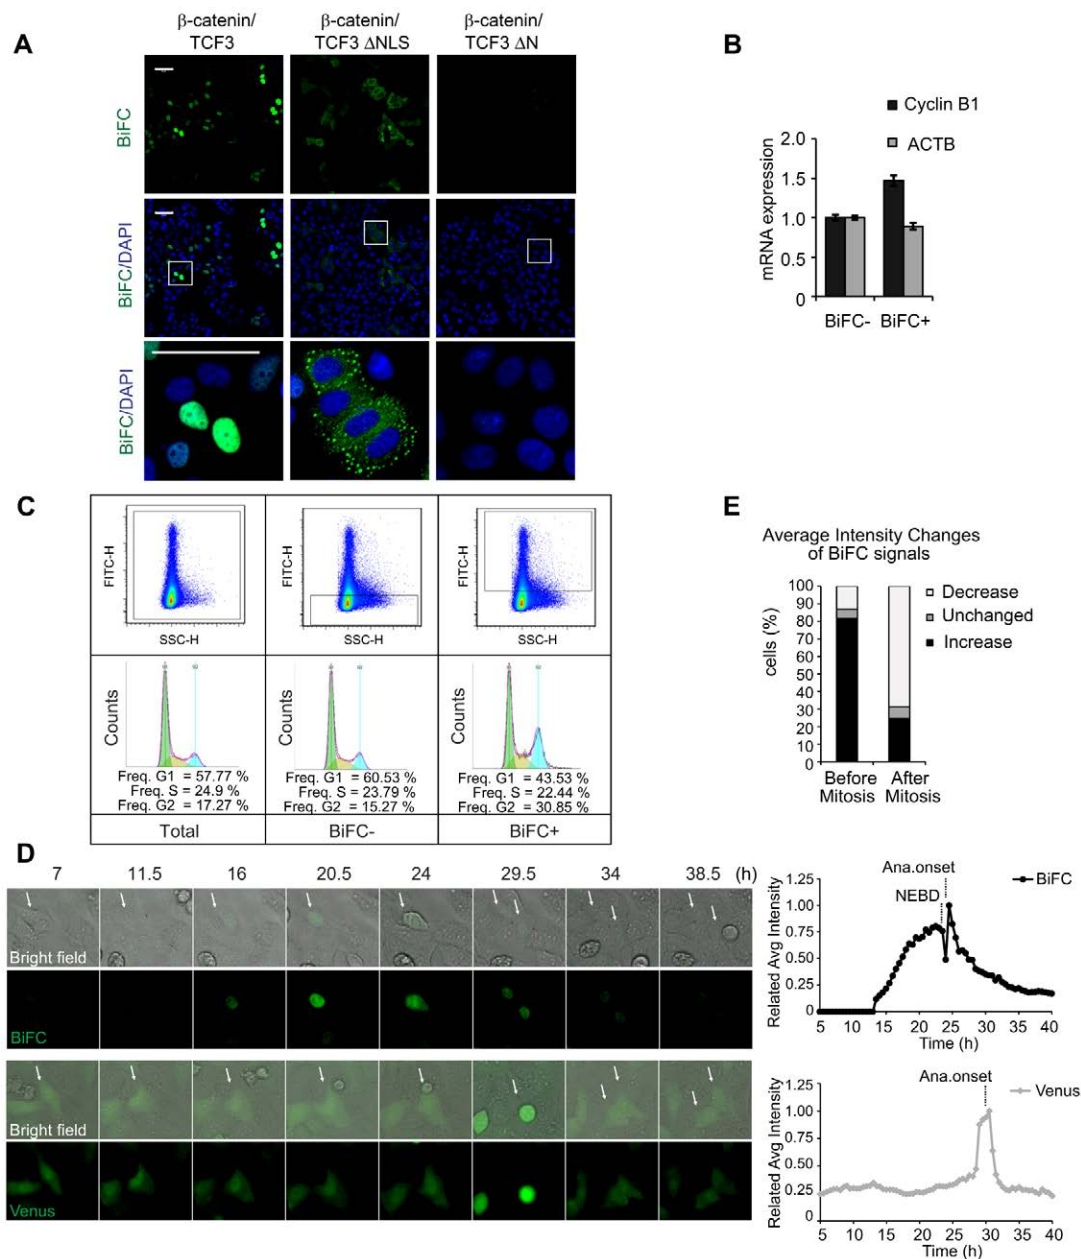 A
β-catenin/
TCF3
β-catenin/
TCF3 ΔNLS
β-catenin/
TCF3 ΔN
BiFC
BiFC/DAPI
BiFC/DAPI
B
Cyclin B1
ACTB
mRNA expression
2.0
1.5
1.0
0.5
0
BiFC- BiFC+
C
FITC-H
SSC-H
FITC-H
SSC-H
FITC-H
SSC-H
Counts
Freq. G1 = 57.77 %
Freq. S = 24.9 %
Freq. G2 = 17.27 %
Counts
Freq. G1 = 60.53 %
Freq. S = 23.79 %
Freq. G2 = 15.27 %
Counts
Freq. G1 = 43.53 %
Freq. S = 22.44 %
Freq. G2 = 30.85 %
Total
BiFC-
BiFC+
E
Average Intensity Changes
of BiFC signals
cells (%)
100
90
80
70
60
50
40
30
20
10
0
Decrease
Unchanged
Increase
Before
Mitosis
After
Mitosis
D
7 11.5 16 20.5 24 29.5 34 38.5 (h)
Bright field
BiFC
Bright field
Venus
Ana.onset
BiFC
NEBD
Related Avg Intensity
1.25
1.00
0.75
0.50
0.25
0
5 10 15 20 25 30 35 40
Time (h)
Ana.onset
Venus
Related Avg Intensity
1.25
1.00
0.75
0.50
0.25
0
5 10 15 20 25 30 35 40
Time (h)